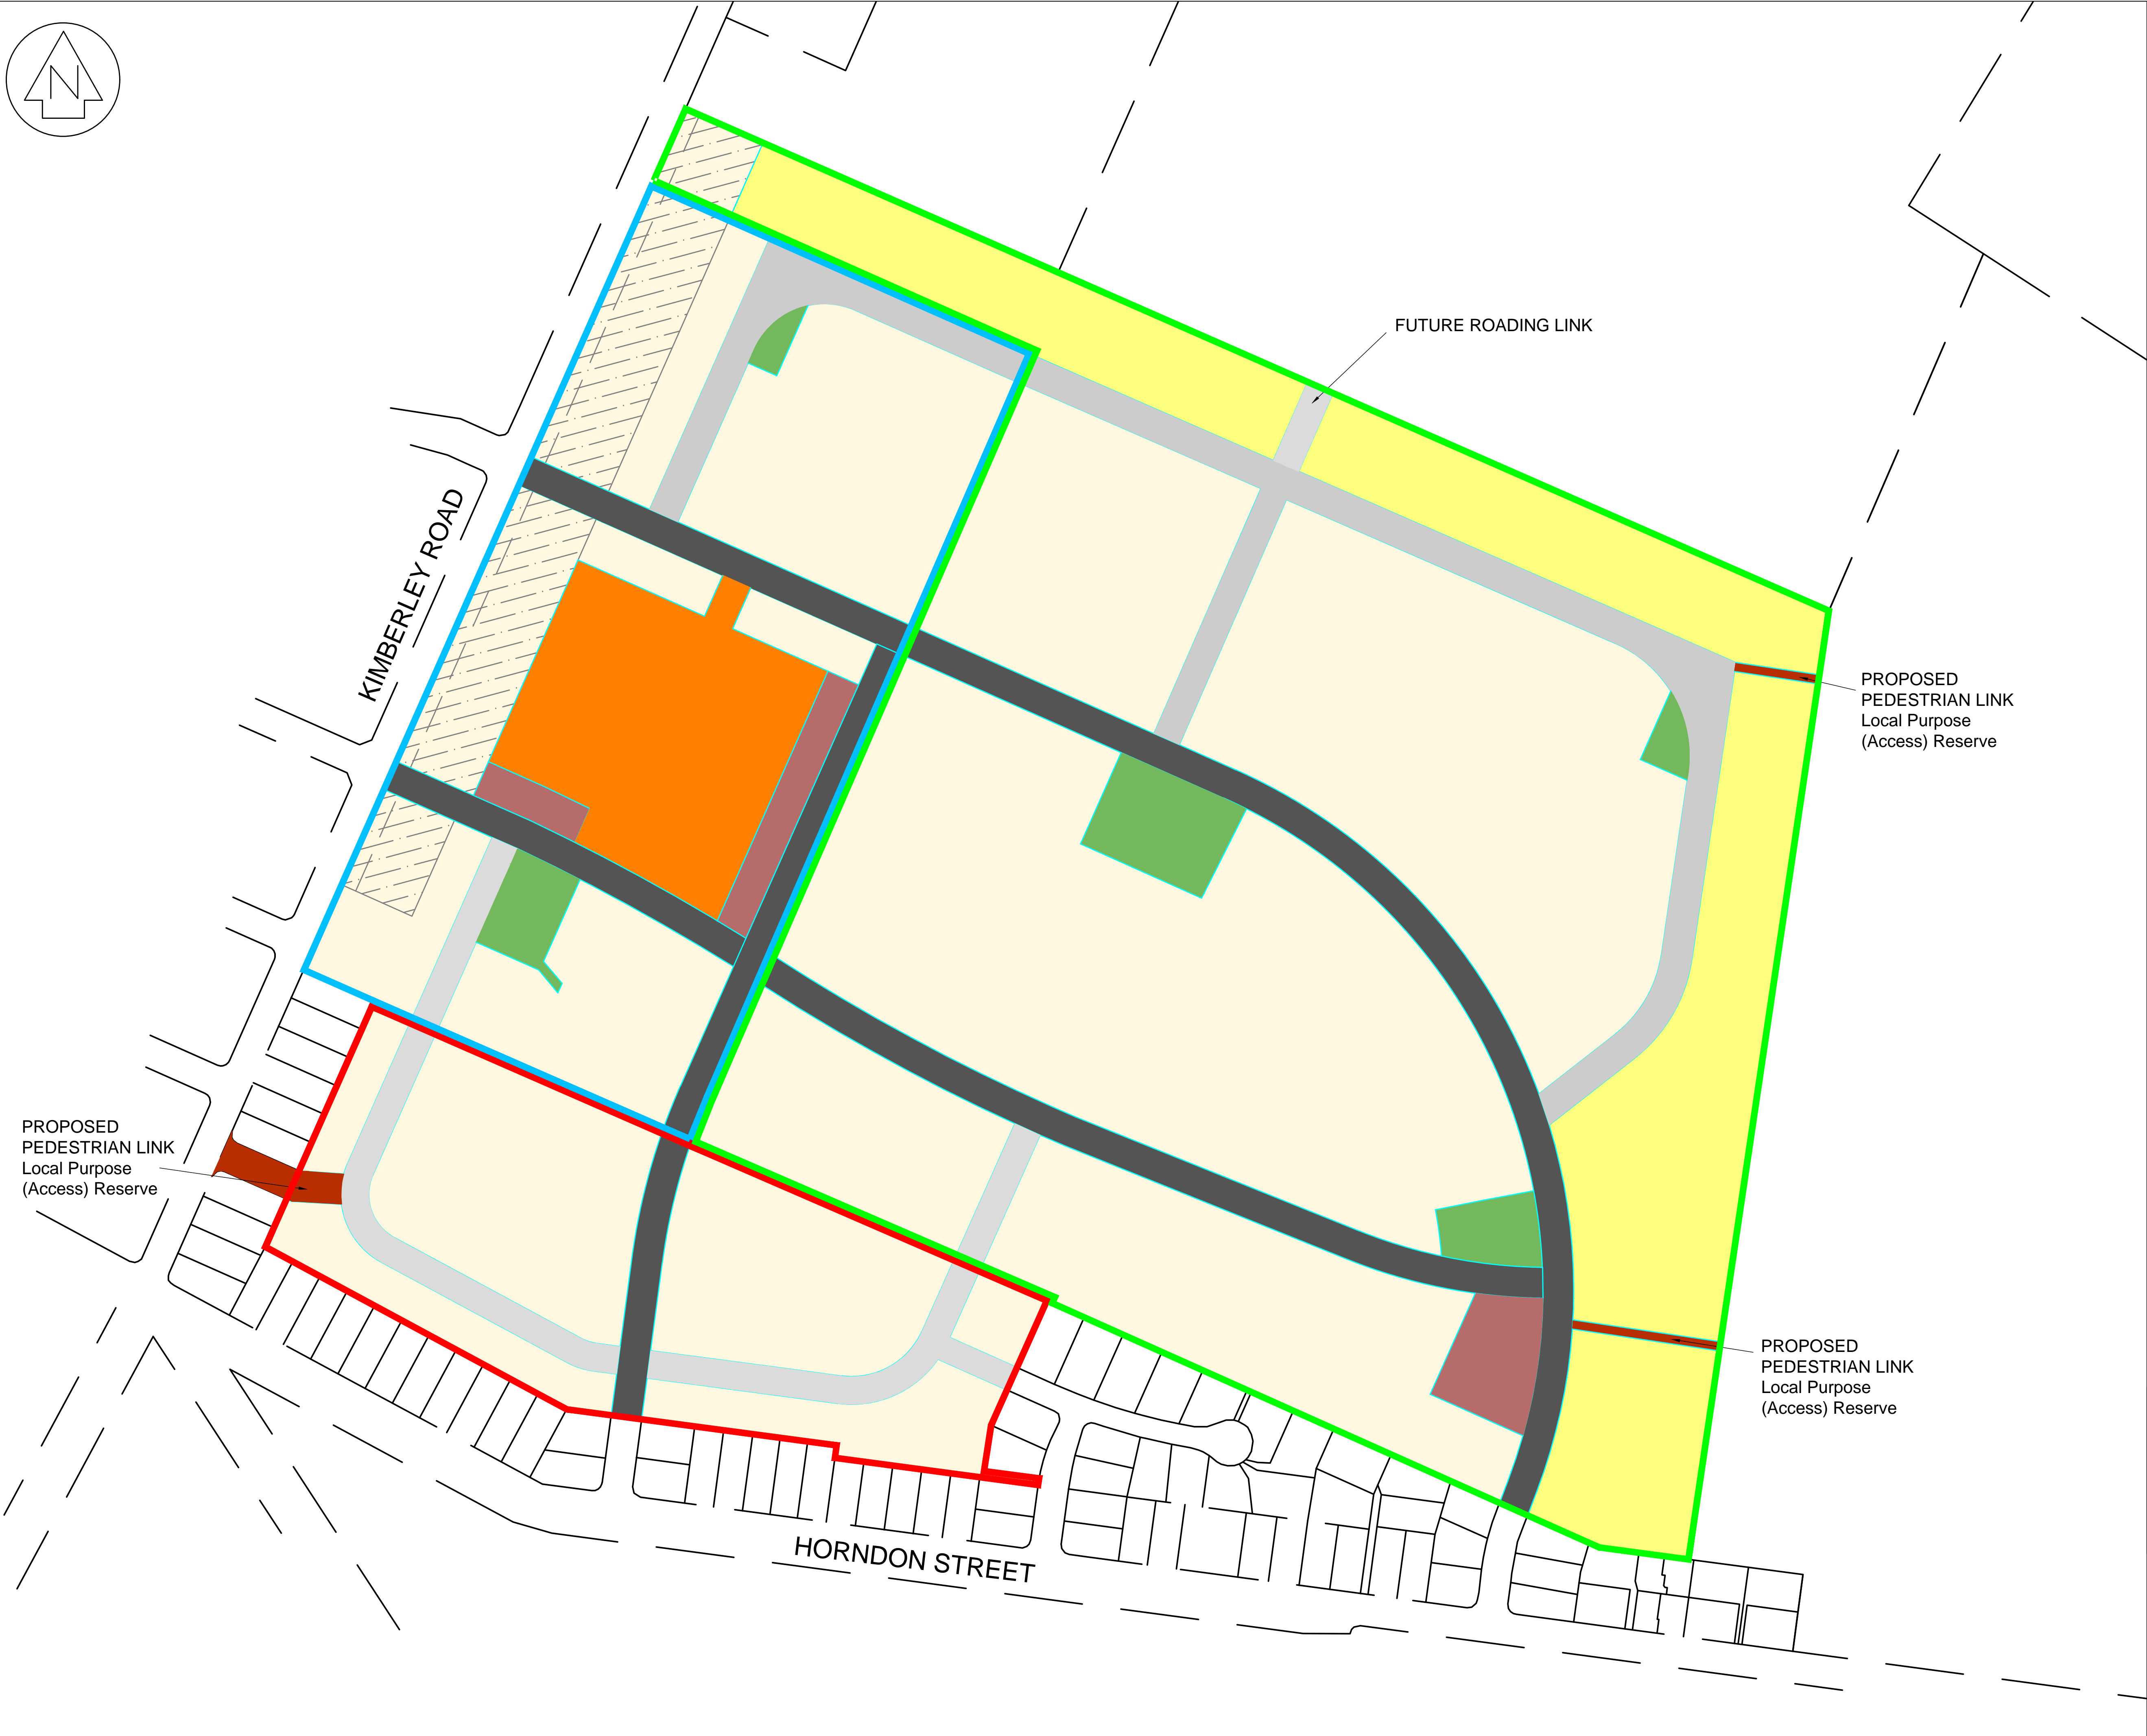 N
FUTURE ROADING LINK
KIMBERLEY ROAD
PROPOSED
PEDESTRIAN LINK
Local Purpose
(Access) Reserve
PROPOSED
PEDESTRIAN LINK
Local Purpose
(Access) Reserve
PROPOSED
PEDESTRIAN LINK
Local Purpose
(Access) Reserve
HORNDON STREET